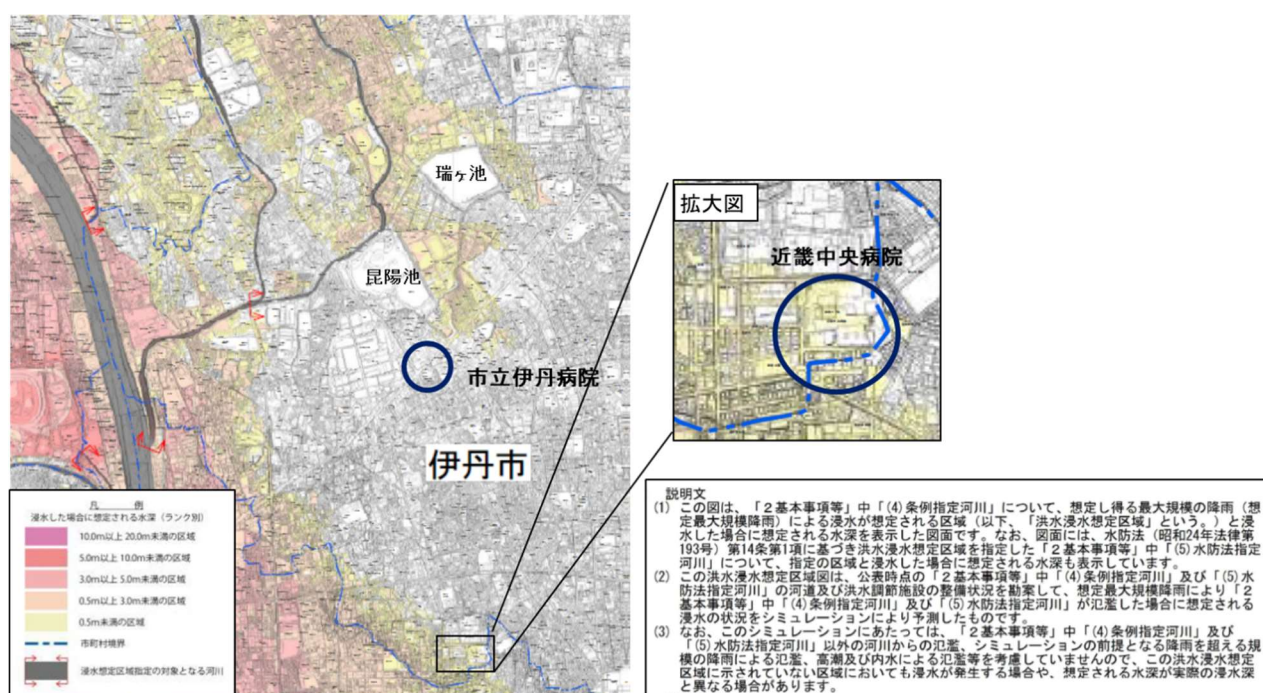 瑞ヶ池
昆陽池
市立伊丹病院
伊丹市
拡大図
近畿中央病院
凡 例
浸水した場合に想定される水深(ランク別)
10.0m以上 20.0m未満の区域
5.0m以上 10.0m未満の区域
3.0m以上 5.0m未満の区域
0.5m以上 3.0m未満の区域
0.5m未満の区域
市町村境界
浸水想定区域指定の対象となる河川
説明文
(1) この図は、「2基本事項等」中「(4)条例指定河川」について、想定し得る最大規模の降雨(想
定最大規模降雨)による浸水が想定される区域(以下、「洪水浸水想定区域」という。)と浸
水した場合に想定される水深を表示した図面です。なお、図面には、水防法(昭和24年法律第
193号)第14条第1項に基づき洪水浸水想定区域を指定した「2基本事項等」中「(5)水防法指定
河川」について、指定の区域と浸水した場合に想定される水深も表示しています。
(2) この洪水浸水想定区域図は、公表時点の「2基本事項等」中「(4)条例指定河川」及び「(5)水
防法指定河川」の河道及び洪水調節施設の整備状況を勘案して、想定最大規模降雨により「2
基本事項等」中「(4)条例指定河川」及び「(5)水防法指定河川」が氾濫した場合に想定される
浸水の状況をシミュレーションにより予測したものです。
(3) なお、このシミュレーションにあたっては、「2基本事項等」中「(4)条例指定河川」及び
「(5)水防法指定河川」以外の河川からの氾濫、シミュレーションの前提となる降雨を超える規
模の降雨による氾濫、高潮及び内水による氾濫等を考慮していませんので、この洪水浸水想定
区域に示されていない区域においても浸水が発生する場合や、想定される水深が実際の浸水深
と異なる場合があります。